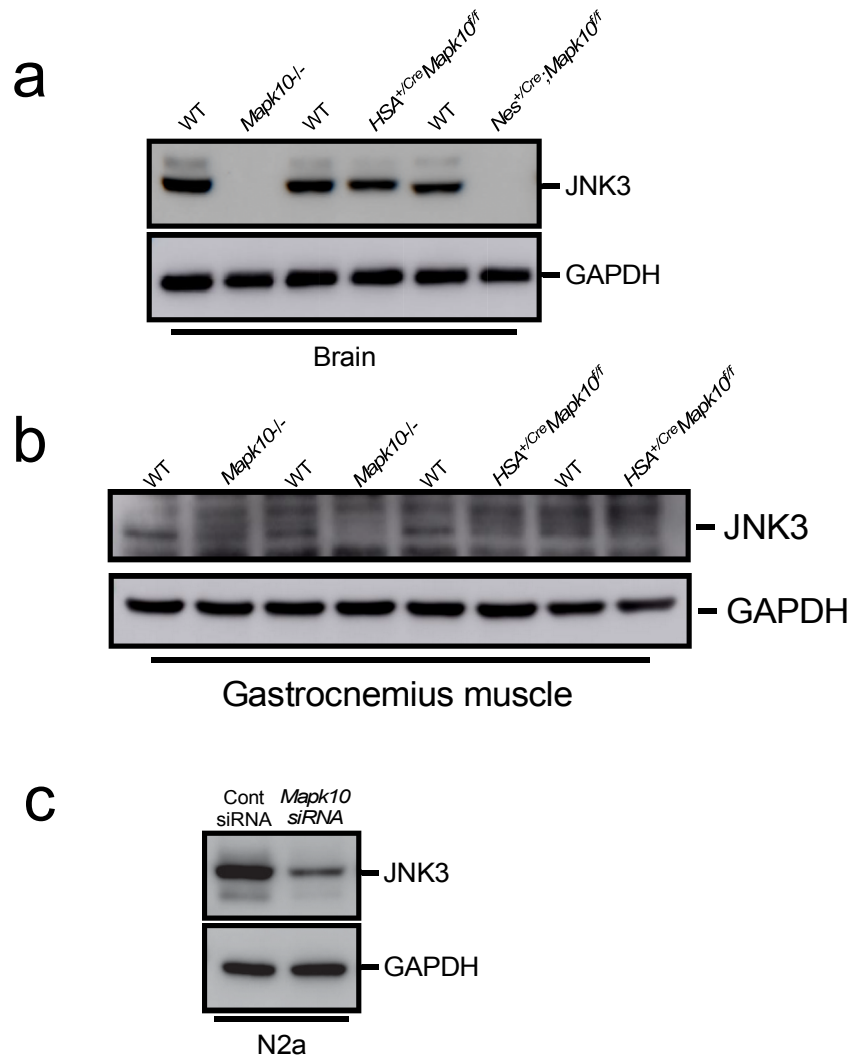 a
WT Mapk10-/- WT HSA+/CreMapk10f/f WT Nes+/Cre;Mapk10f/f
JNK3
GAPDH
Brain
b
WT Mapk10-/- WT Mapk10-/- WT HSA+/CreMapk10f/f WT HSA+/CreMapk10f/f
JNK3
GAPDH
Gastrocnemius muscle
c
Cont Mapk10
siRNA siRNA
JNK3
GAPDH
N2a